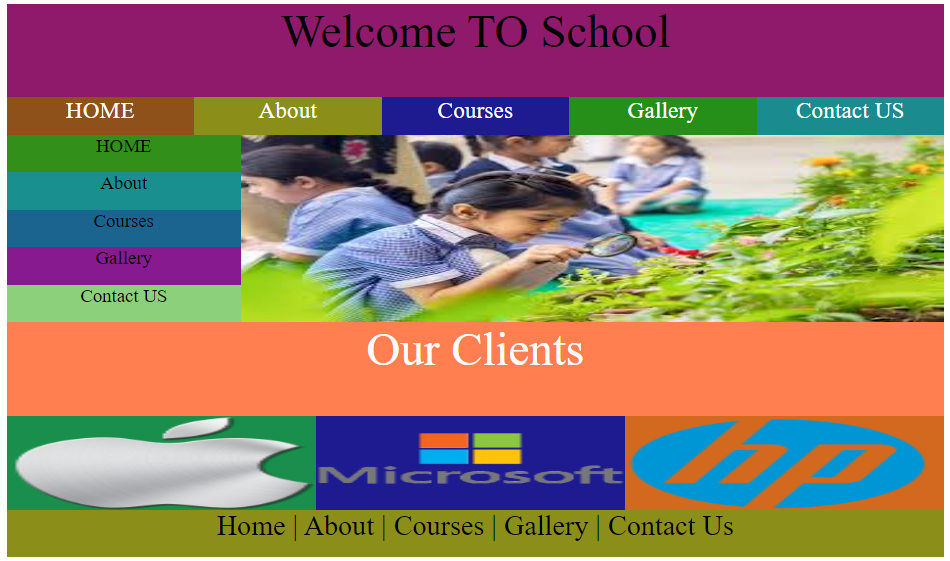 Welcome TO School
HOME About Courses Gallery Contact US
HOME
About
Courses
Gallery
Contact US
Our Clients
Microsoft hp
Home | About | Courses | Gallery | Contact Us